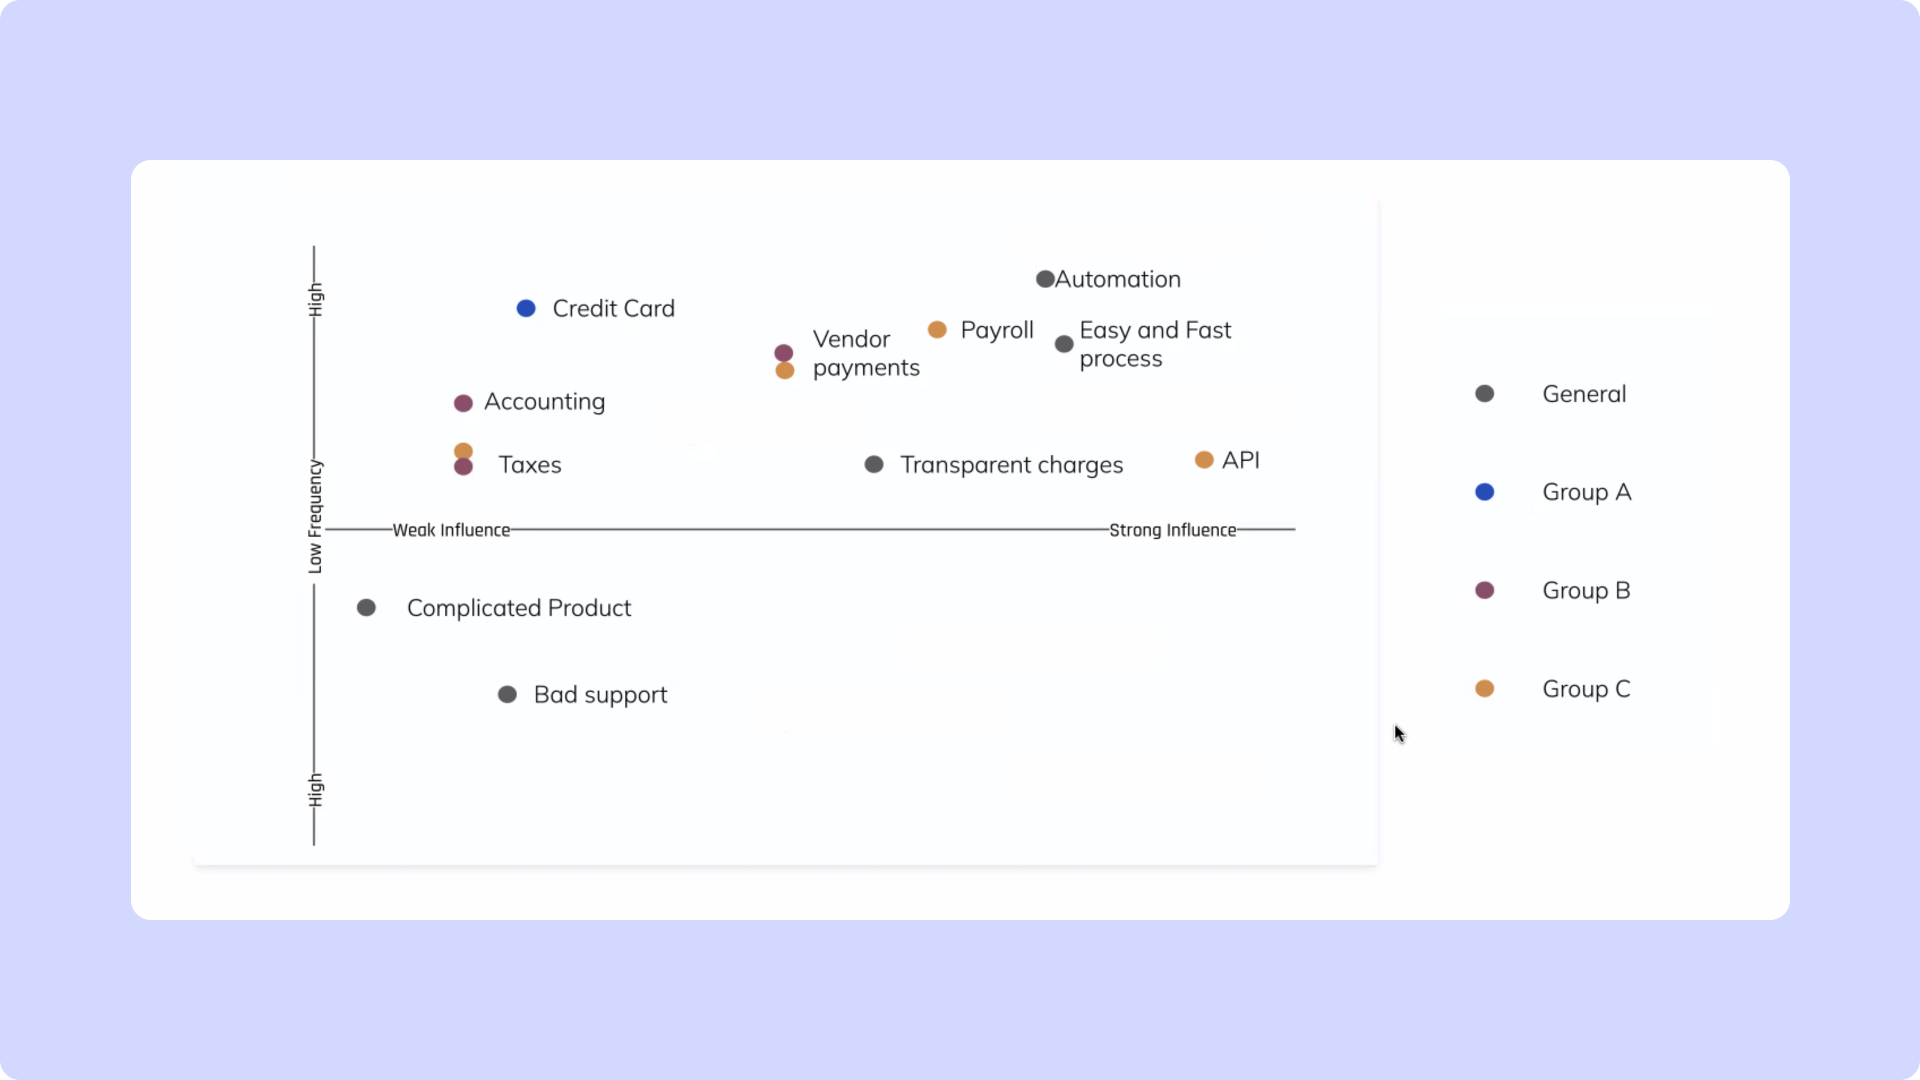 High
Automation
Credit Card
Vendor
payments
Payroll
Easy and Fast
process
Accounting
Taxes
Transparent charges
API
Low Frequency
Weak Influence
Strong Influence
Complicated Product
Bad support
High
General
Group A
Group B
Group C